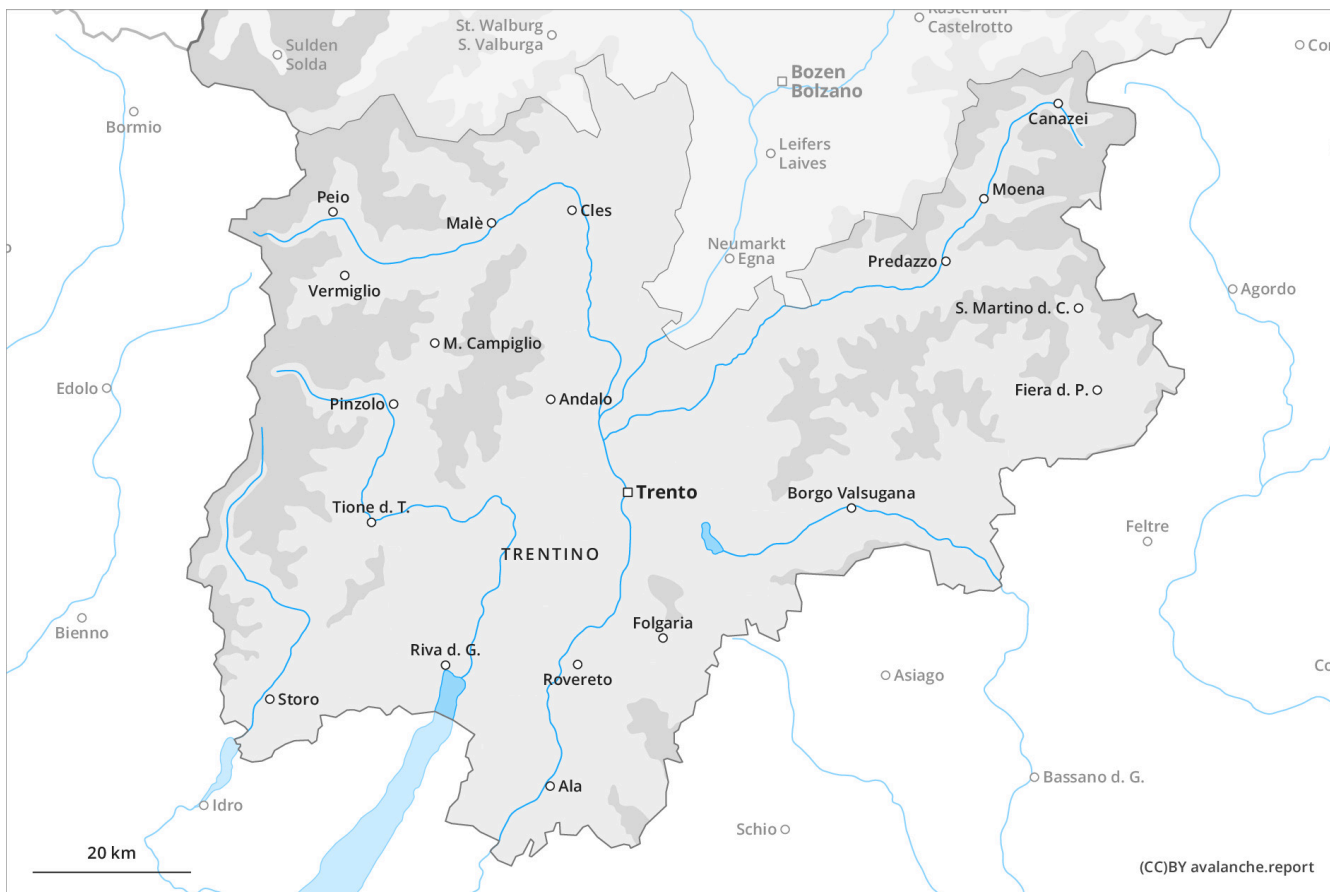 St. Walburg
S. Valburga
Castelrotto
Sulden
Solda
Bozen
Bolzano
Bormio
Canazei
Leifers
Laives
Peio
Moena
Malè
Cles
Neumarkt
Egna
Predazzo
Vermiglio
Agordo
S. Martino d. C.
M. Campiglio
Edolo
Andalo
Fiera d. P.
Pinzolo
Trento
Borgo Valsugana
Tione d. T.
Feltre
TRENTINO
Bienno
Folgaria
Riva d. G.
Rovereto
Asiago
Storo
Ala
Bassano d. G.
Idro
Schio
20 km
(CC)BY avalanche.report